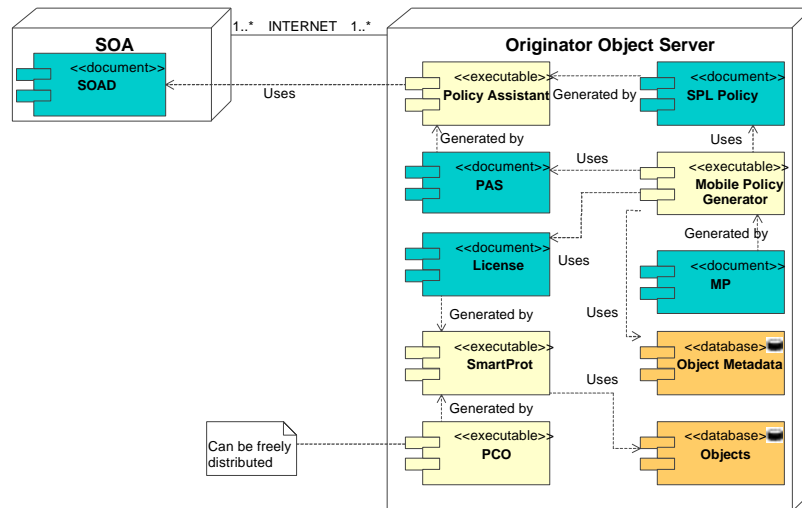 1..* INTERNET 1..*
SOA
Originator Object Server
<<document>>
SOAD
Uses
<<executable>>
Policy Assistant
Generated by
<<document>>
SPL Policy
Generated by
Uses
<<document>>
PAS
Uses
<<executable>>
Mobile Policy
Generator
Generated by
<<document>>
License
Uses
<<document>>
MP
Generated by
Uses
<<executable>>
SmartProt
<<database>>
Object Metadata
Uses
Generated by
Can be freely
distributed
<<executable>>
PCO
<<database>>
Objects